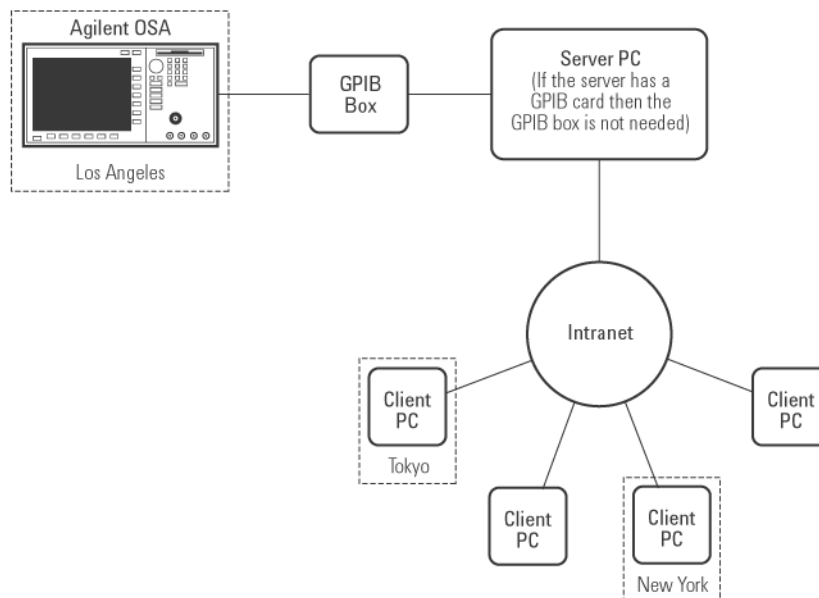 Agilent OSA
Los Angeles
GPIB
Box
Server PC
(If the server has a
GPIB card then the
GPIB box is not needed)
Intranet
Client
PC
Tokyo
Client
PC
Client
PC
New York
Client
PC